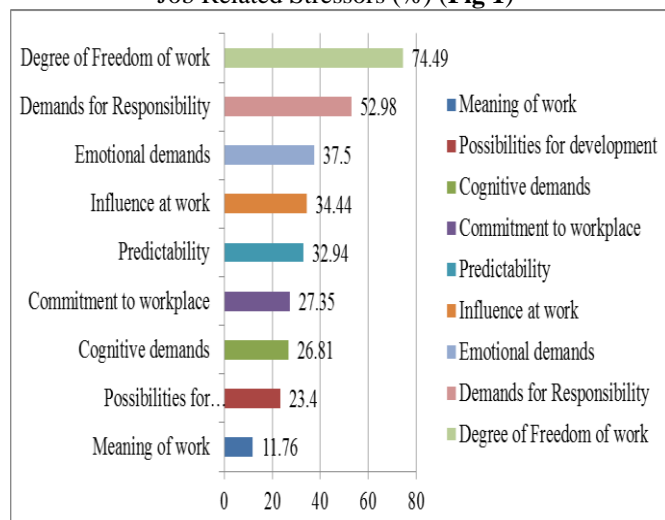 Job Related Stressors (%) (Fig 1)
Degree of Freedom of work 74.49
Demands for Responsibility 52.98
Emotional demands 37.5
Influence at work 34.44
Predictability 32.94
Commitment to workplace 27.35
Cognitive demands 26.81
Possibilities for... 23.4
Meaning of work 11.76
0 20 40 60 80
Meaning of work
Possibilities for development
Cognitive demands
Commitment to workplace
Predictability
Influence at work
Emotional demands
Demands for Responsibility
Degree of Freedom of work